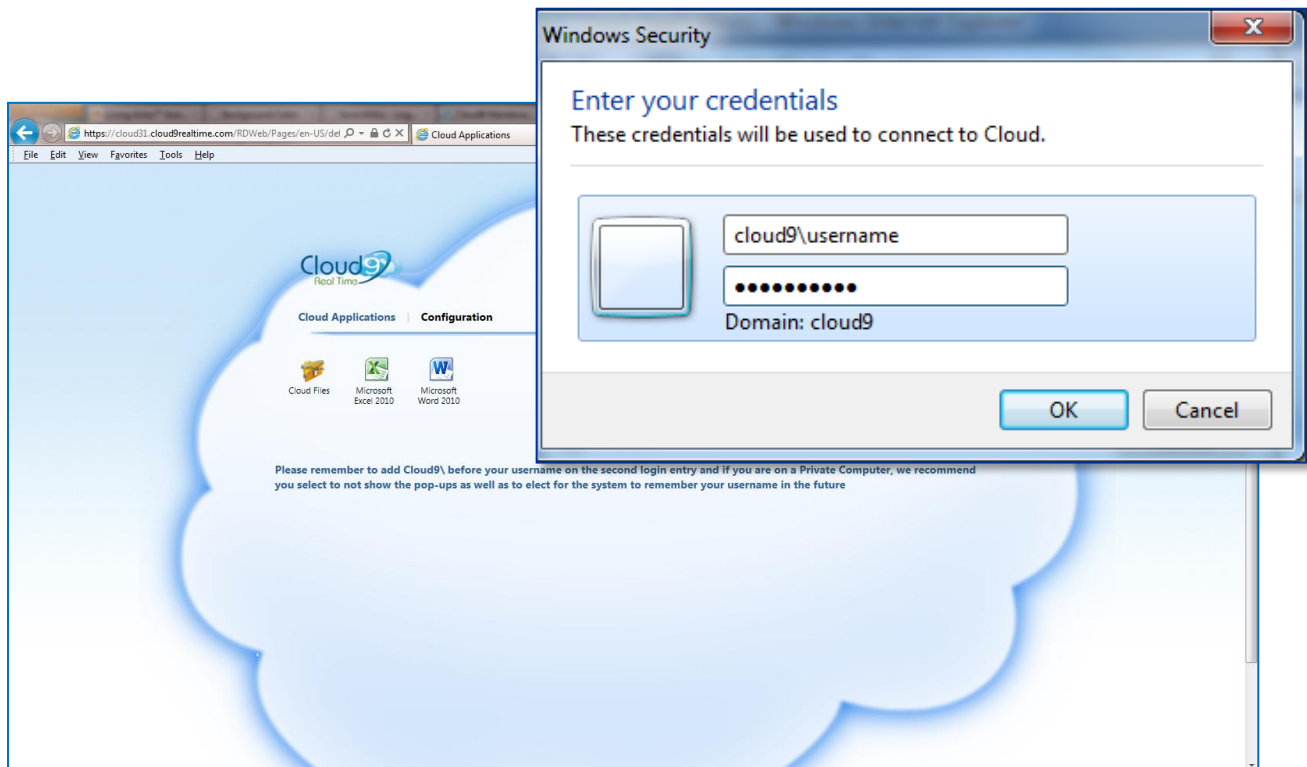 Windows Security
Enter your credentials
These credentials will be used to connect to Cloud.
cloud9\username
••••••••••
Domain: cloud9
OK
Cancel
https://cloud31.cloud9realtime.com/RDWeb/Pages/en-US/def
Cloud Applications
File Edit View Favorites Tools Help
Cloud9
Real Time
Cloud Applications | Configuration
Cloud Files
Microsoft
Excel 2010
Microsoft
Word 2010
Please remember to add Cloud9\ before your username on the second login entry and if you are on a Private Computer, we recommend
you select to not show the pop-ups as well as to elect for the system to remember your username in the future